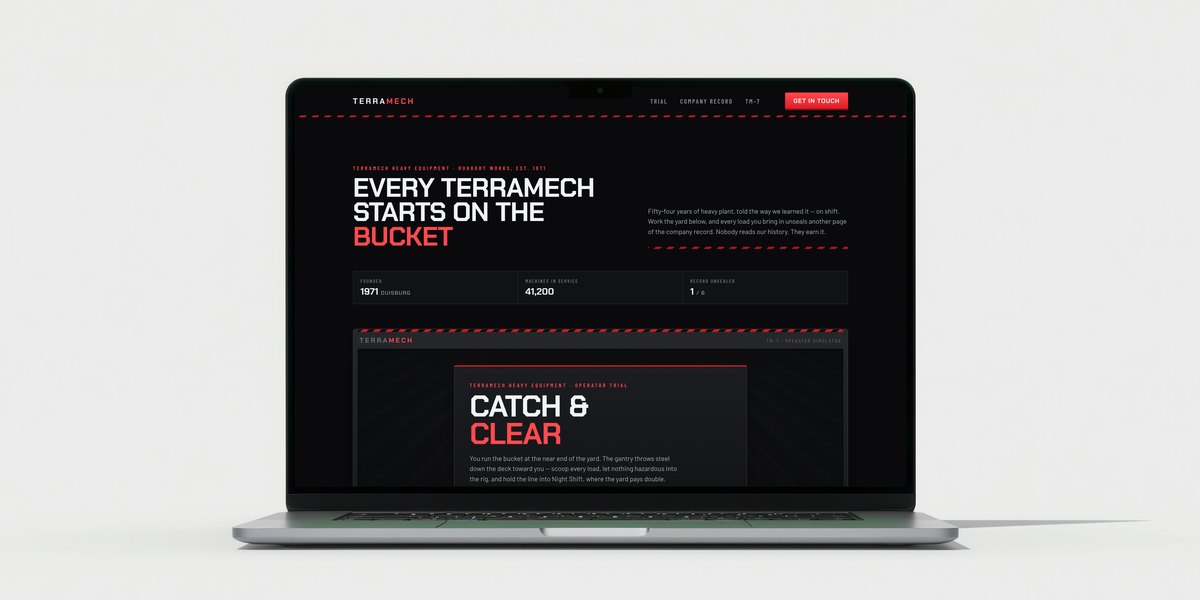 TERRAMECH
TRIAL COMPANY RECORD TM-7 GET IN TOUCH
TERRAMECH HEAVY EQUIPMENT · RUHRORT WORKS, EST. 1971
EVERY TERRAMECH
STARTS ON THE
BUCKET
Fifty-four years of heavy plant, told the way we learned it — on shift.
Work the yard below, and every load you bring in unseals another page
of the company record. Nobody reads our history. They earn it.
FOUNDED
1971 DUISBURG
MACHINES IN SERVICE
41,200
RECORD UNSEALED
1 / 6
TERRAMECH
TM-7 · OPERATOR SIMULATOR
TERRAMECH HEAVY EQUIPMENT · OPERATOR TRIAL
CATCH &
CLEAR
You run the bucket at the near end of the yard. The gantry throws steel
down the deck toward you — scoop every load, let nothing hazardous into
the rig, and hold the line into Night Shift, where the yard pays double.